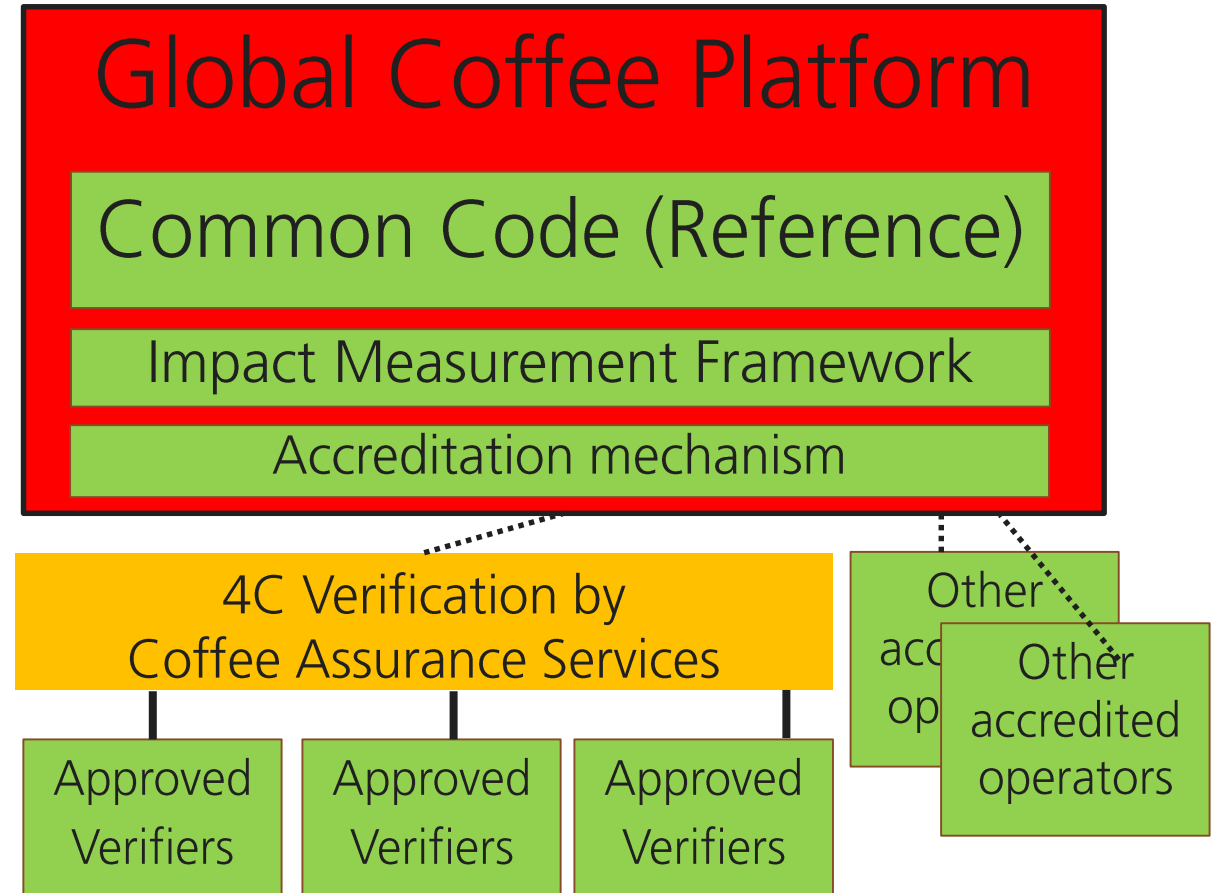 Global Coffee Platform
Common Code (Reference)
Impact Measurement Framework
Accreditation mechanism
4C Verification by
Coffee Assurance Services
Approved
Verifiers
Approved
Verifiers
Approved
Verifiers
Other
Other
accredited
operators